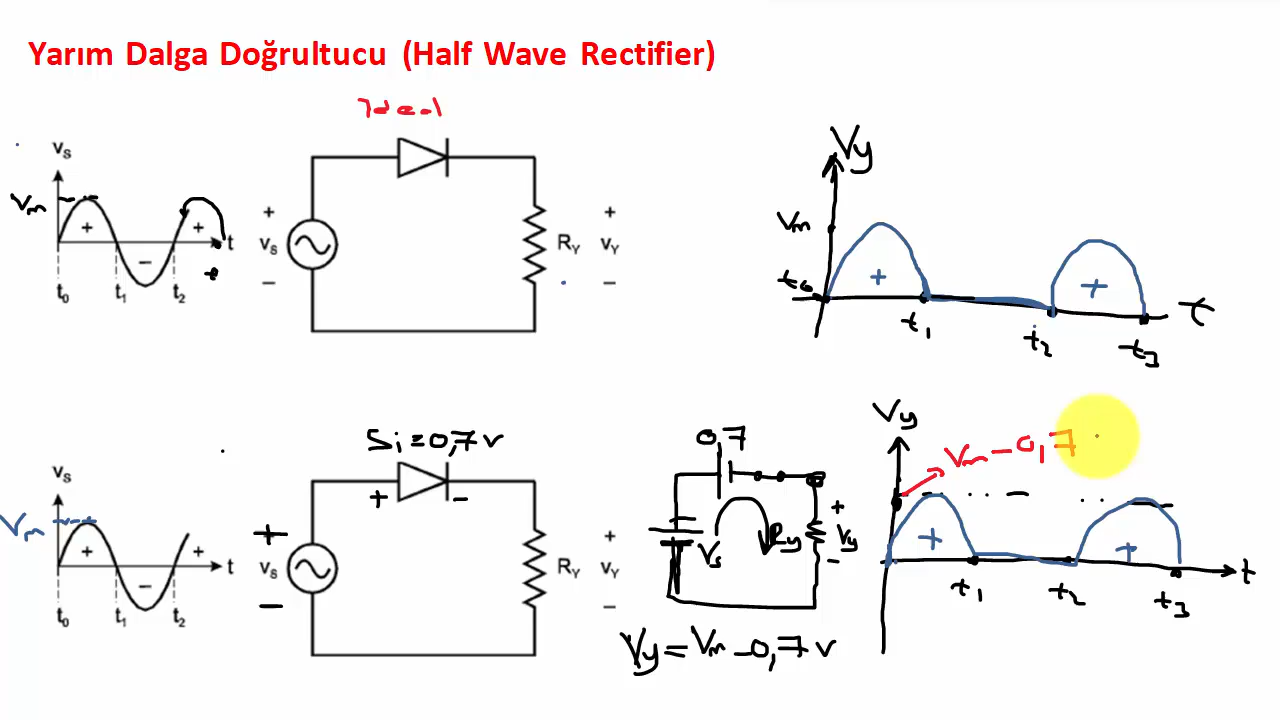 Yarım Dalga Doğrultucu (Half Wave Rectifier)
Ideal
vS
Vm
+
−
+
t
t0
t1
t2
+
vS
−
RY
+
vY
−
Vy
Vm
t0
+
+
t1
t2
t3
t
Si=0,7v
+
−
vS
Vm
+
−
+
t
t0
t1
t2
+
vS
−
RY
+
vY
−
0,7
Vs
Ry
+
Vy
−
Vy=Vm-0,7v
Vy
Vm-0,7
+
+
t
t1
t2
t3